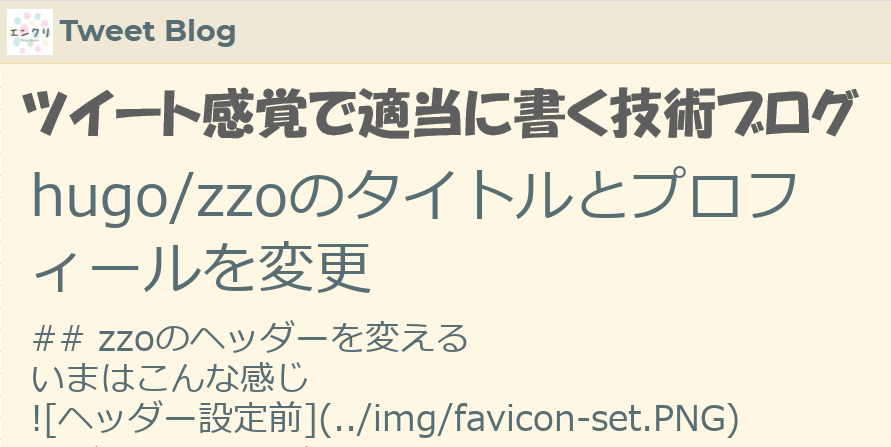 エンクリ
Tweet Blog
ツイート感覚で適当に書く技術ブログ
hugo/zzoのタイトルとプロフ
ィールを変更
## zzoのヘッダーを変える
いまはこんな感じ
![ヘッダー設定前](../img/favicon-set.PNG)